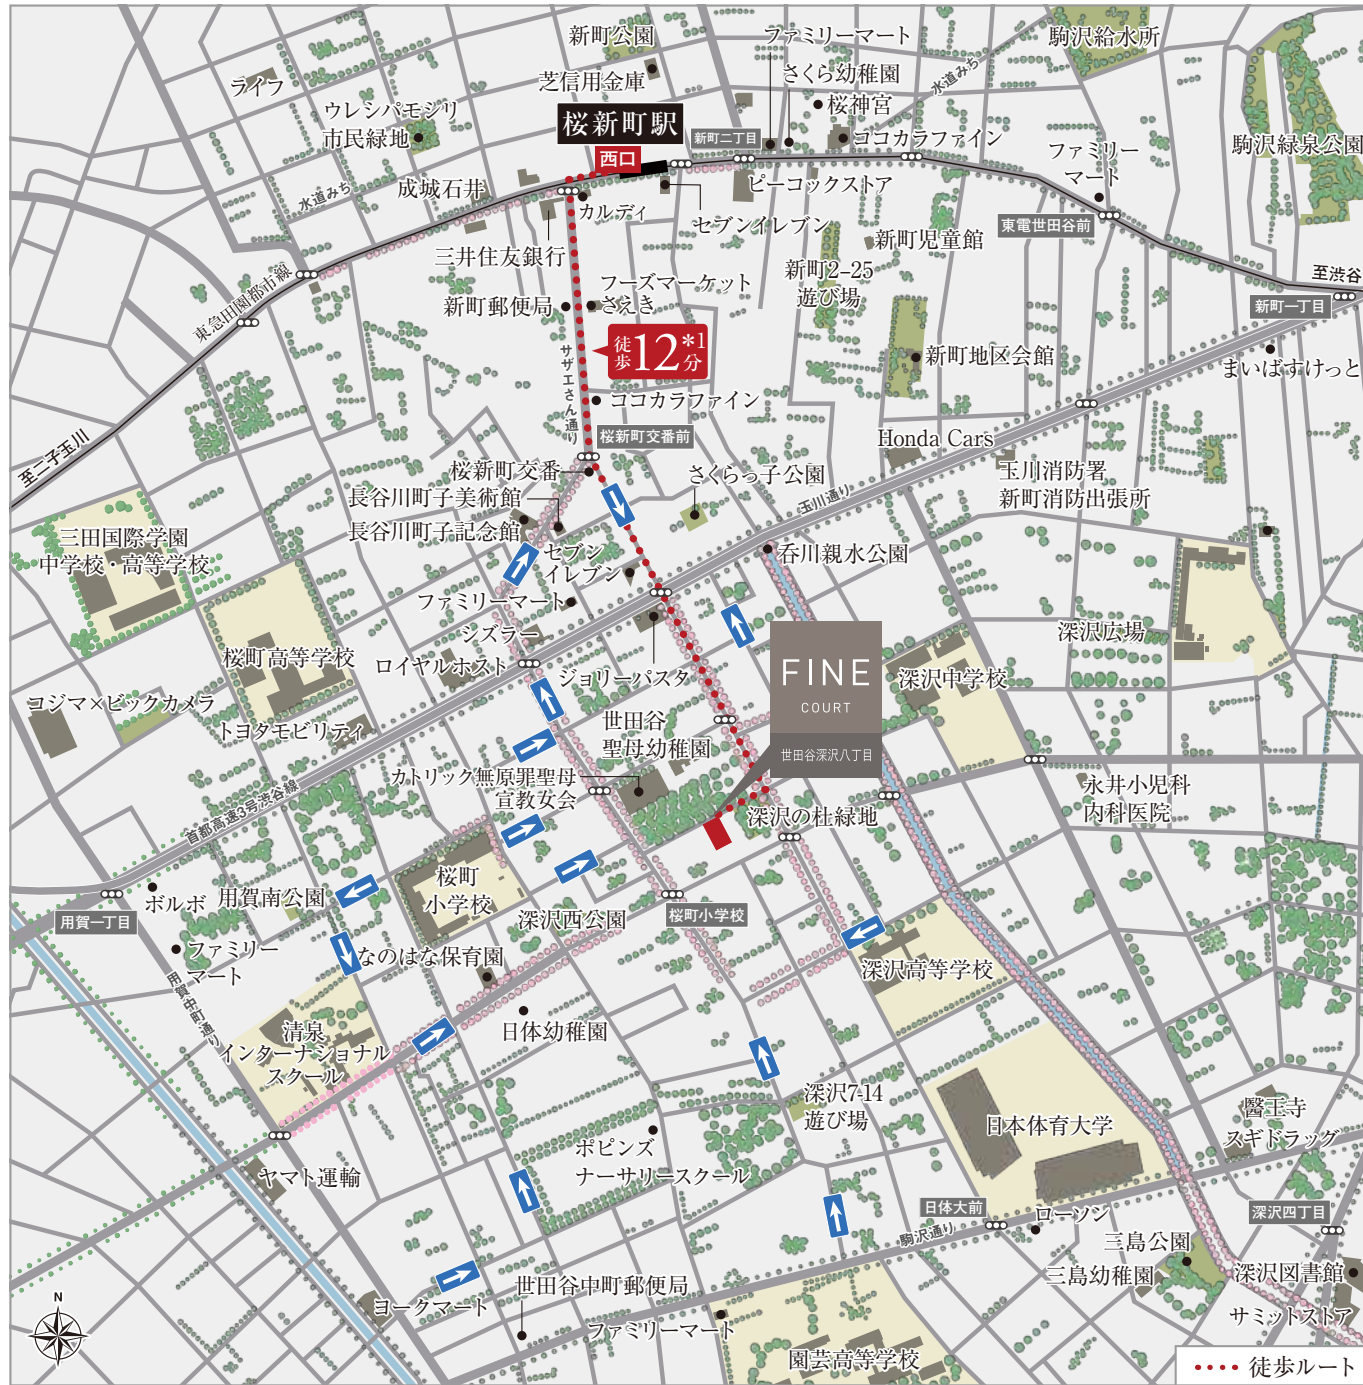 新町公園
ファミリーマート
駒沢給水所
芝信用金庫
さくら幼稚園
水道みち
ライフ
ウレシパモシリ
市民緑地
桜新町駅
西口
新町二丁目
桜神宮
ココカラファイン
ファミリー
マート
駒沢緑泉公園
水道みち
成城石井
カルディ
ピーコックストア
セブンイレブン
東電世田谷前
三井住友銀行
新町児童館
新町2-25
遊び場
至渋谷
新町一丁目
東急田園都市線
新町郵便局
フーズマーケット
さえき
徒歩12分*1
サザエさん通り
新町地区会館
まいばすけっと
ココカラファイン
桜新町交番前
Honda Cars
至二子玉川
桜新町交番
さくらっ子公園
玉川消防署
新町消防出張所
長谷川町子美術館
長谷川町子記念館
玉川通り
三田国際学園
中学校・高等学校
セブン
イレブン
呑川親水公園
ファミリーマート
シズラー
ロイヤルホスト
ジョリーパスタ
桜町高等学校
FINE
COURT
世田谷深沢八丁目
深沢中学校
深沢広場
コジマ×ビックカメラ
トヨタモビリティ
世田谷
聖母幼稚園
カトリック無原罪聖母
宣教女会
首都高速3号渋谷線
深沢の杜緑地
永井小児科
内科医院
桜町
小学校
ボルボ
用賀南公園
用賀一丁目
深沢西公園
桜町小学校
ファミリー
マート
なのはな保育園
深沢高等学校
用賀中町通り
清泉
インターナショナル
スクール
日体幼稚園
深沢7-14
遊び場
日本体育大学
醫王寺
スギドラッグ
ポピンズ
ナーサリースクール
ヤマト運輸
日体大前
ローソン
深沢四丁目
駒沢通り
三島公園
三島幼稚園
深沢図書館
サミットストア
N
ヨークマート
世田谷中町郵便局
ファミリーマート
園芸高等学校
徒歩ルート